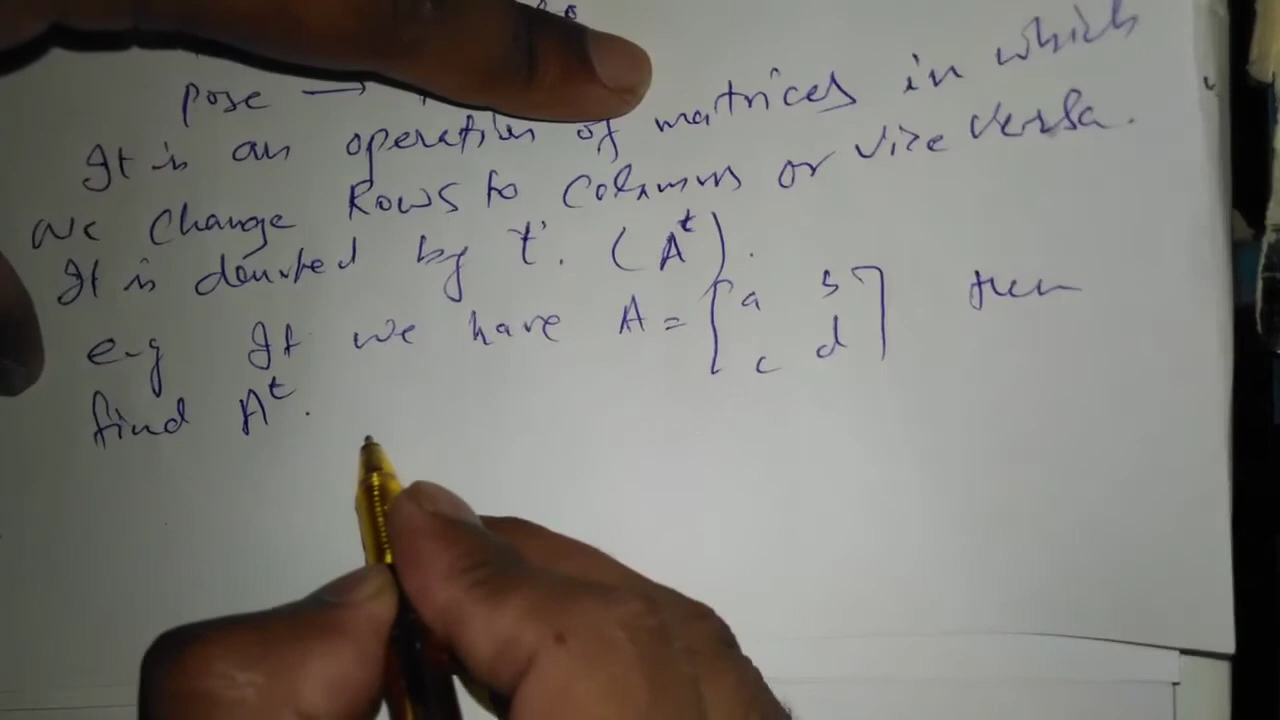 pose →
It is an operation of matrices in which
we change Rows to Columns or vice versa.
It is denoted by t. (Aᵗ).
e.g If we have A = [a b] then
[c d]
find Aᵗ.